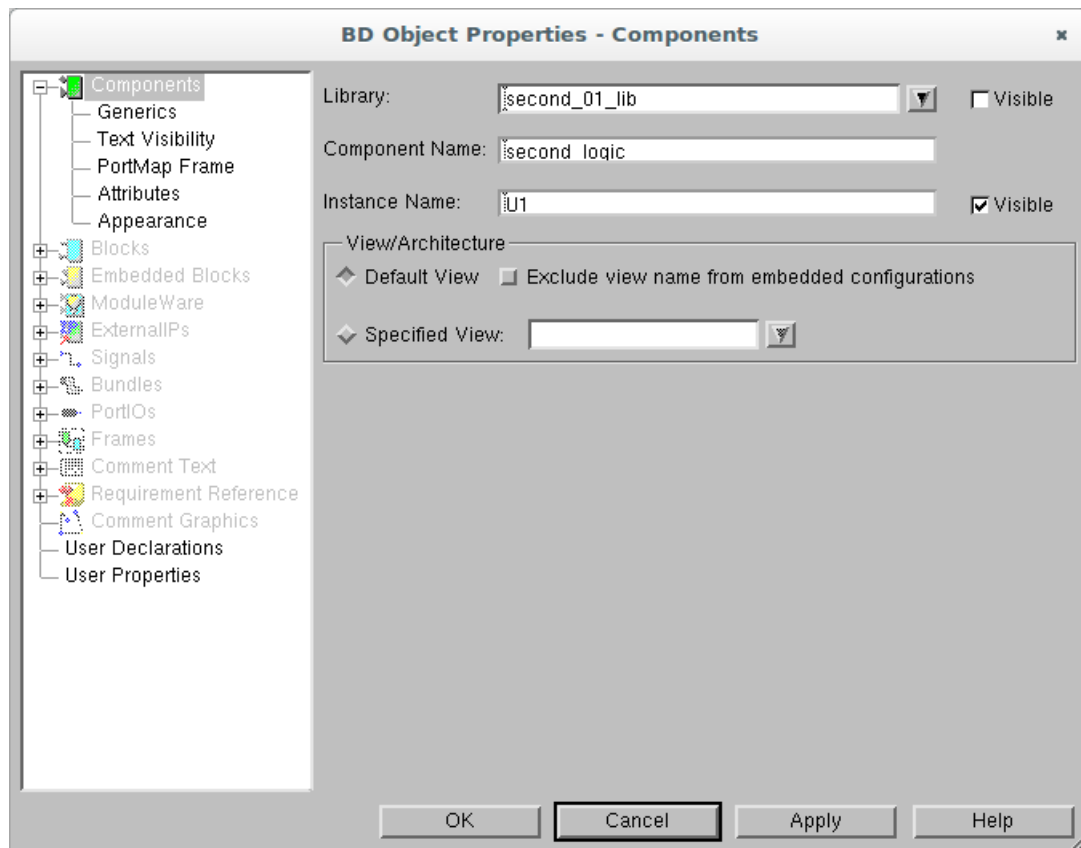 BD Object Properties - Components
Components
Generics
Text Visibility
PortMap Frame
Attributes
Appearance
Blocks
Embedded Blocks
ModuleWare
ExternalIPs
Signals
Bundles
PortIOs
Frames
Comment Text
Requirement Reference
Comment Graphics
User Declarations
User Properties
Library: second_01_lib Visible
Component Name: second_logic
Instance Name: U1 Visible
View/Architecture
Default View Exclude view name from embedded configurations
Specified View:
OK Cancel Apply Help